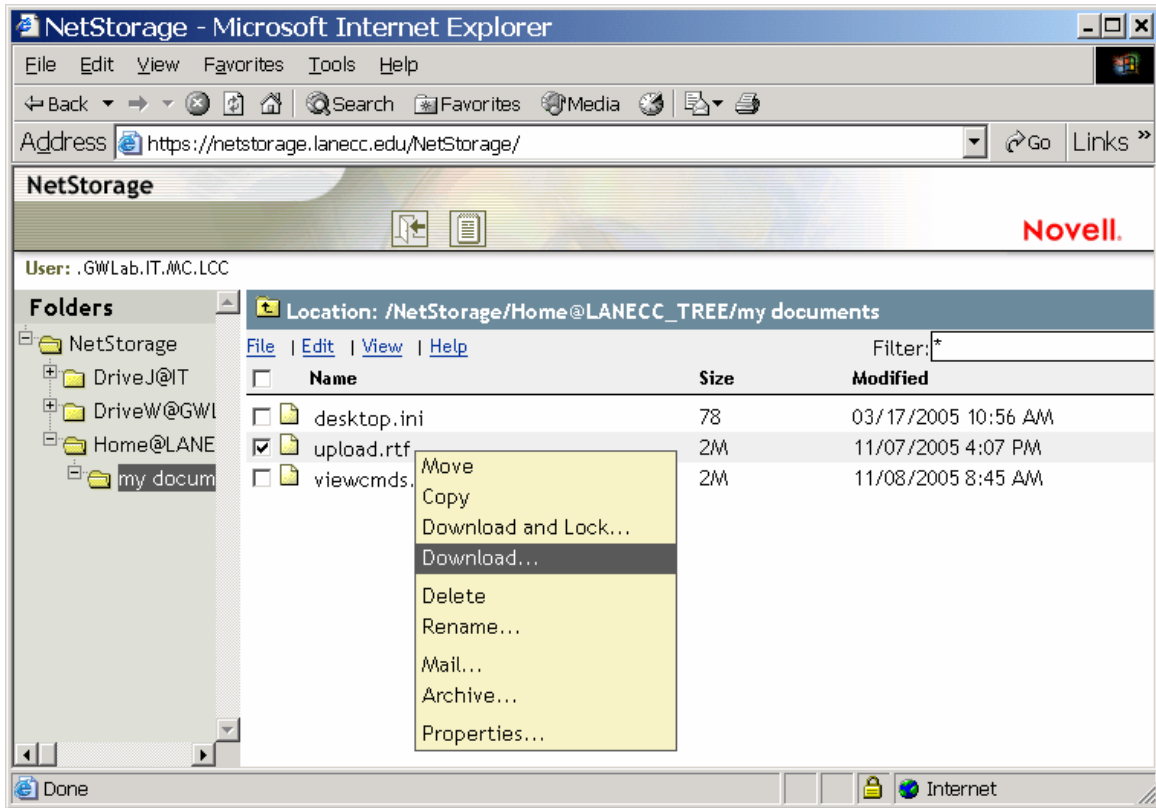 NetStorage - Microsoft Internet Explorer
File Edit View Favorites Tools Help
Back Search Favorites Media
Address https://netstorage.lanecc.edu/NetStorage/ Go Links »
NetStorage
Novell.
User: .GWLab.IT.MC.LCC
Folders
NetStorage
DriveJ@IT
DriveW@GWL
Home@LANE
my docum
Location: /NetStorage/Home@LANECC_TREE/my documents
File | Edit | View | Help Filter: *
Name Size Modified
desktop.ini 78 03/17/2005 10:56 AM
upload.rtf 2M 11/07/2005 4:07 PM
viewcmds. 2M 11/08/2005 8:45 AM
Move
Copy
Download and Lock...
Download...
Delete
Rename...
Mail...
Archive...
Properties...
Done Internet